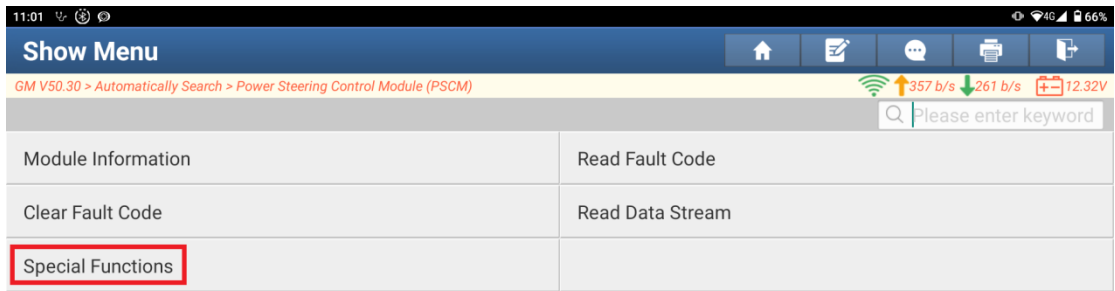 11:01 4G 66%
Show Menu
GM V50.30 > Automatically Search > Power Steering Control Module (PSCM) 357 b/s 261 b/s 12.32V
Please enter keyword
Module Information Read Fault Code
Clear Fault Code Read Data Stream
Special Functions